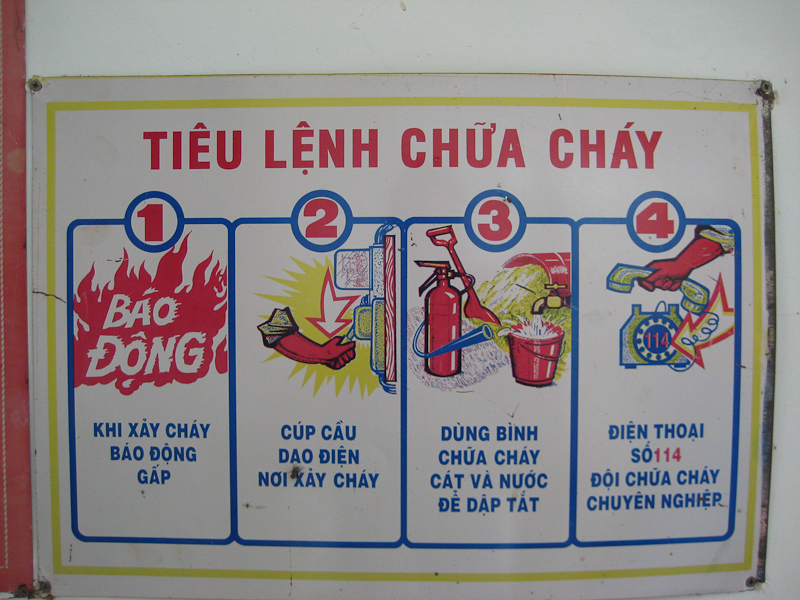 TIÊU LỆNH CHỮA CHÁY
1
BÁO
ĐỘNG
KHI XẢY CHÁY
BÁO ĐỘNG
GẤP
2
CÚP CẦU
DAO ĐIỆN
NƠI XẢY CHÁY
3
DÙNG BÌNH
CHỮA CHÁY
CÁT VÀ NƯỚC
ĐỂ DẬP TẮT
4
114
ĐIỆN THOẠI
SỐ114
ĐỘI CHỮA CHÁY
CHUYÊN NGHIỆP